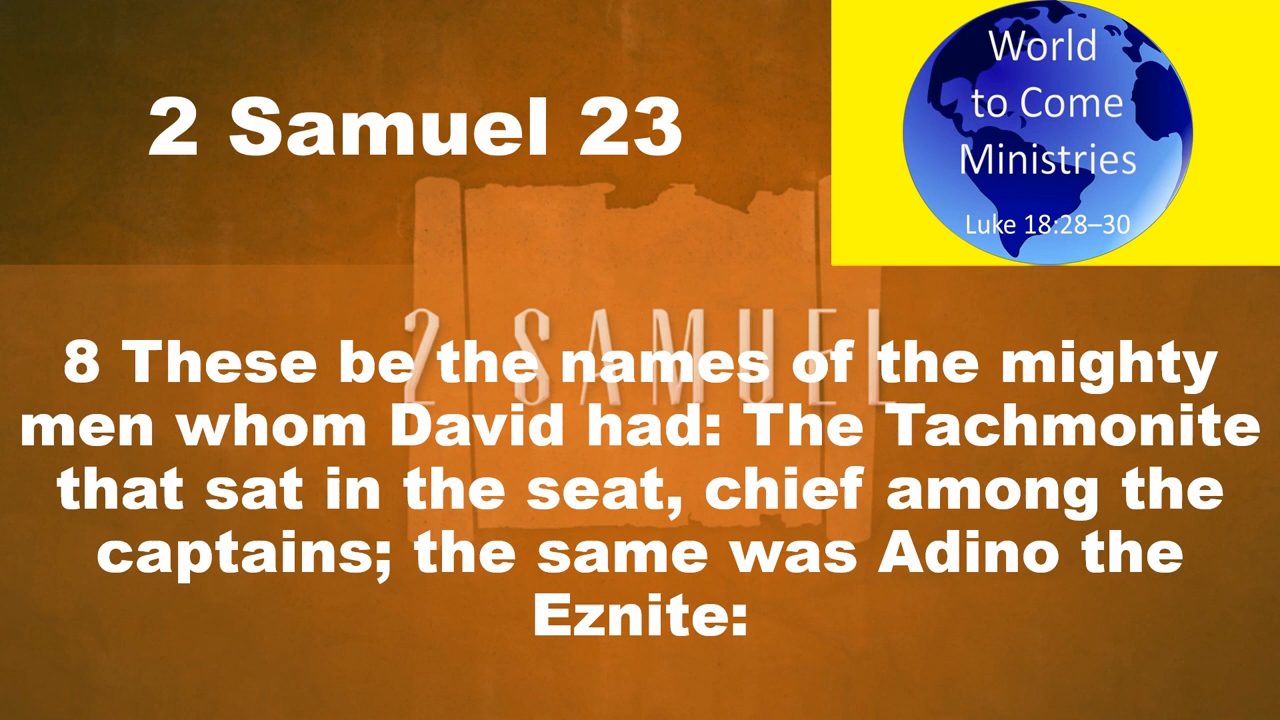 2 Samuel 23
World
to Come
Ministries
Luke 18:28–30
2 SAMUEL
8 These be the names of the mighty
men whom David had: The Tachmonite
that sat in the seat, chief among the
captains; the same was Adino the
Eznite: